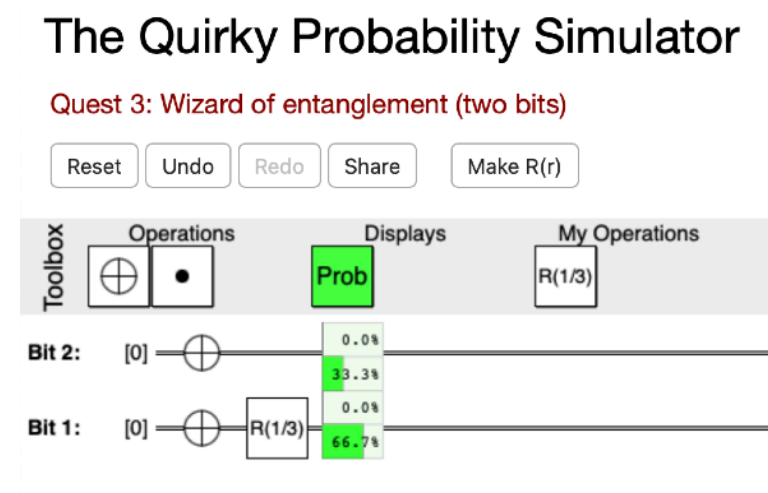 The Quirky Probability Simulator
Quest 3: Wizard of entanglement (two bits)
Reset Undo Redo Share Make R(r)
Toolbox
Operations Displays My Operations
Prob R(1/3)
0.0%
Bit 2: [0]
33.3%
0.0%
Bit 1: [0] R(1/3)
66.7%